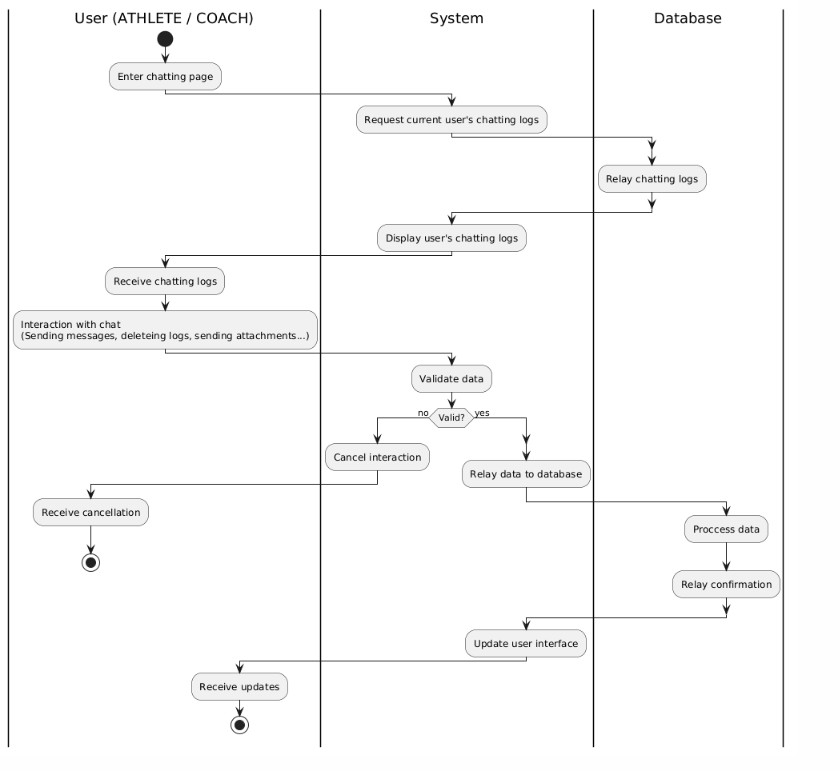 User (ATHLETE / COACH)
System
Database
Enter chatting page
Request current user's chatting logs
Relay chatting logs
Display user's chatting logs
Receive chatting logs
Interaction with chat
(Sending messages, deleteing logs, sending attachments...)
Validate data
no
Valid?
yes
Cancel interaction
Relay data to database
Receive cancellation
Proccess data
Relay confirmation
Update user interface
Receive updates